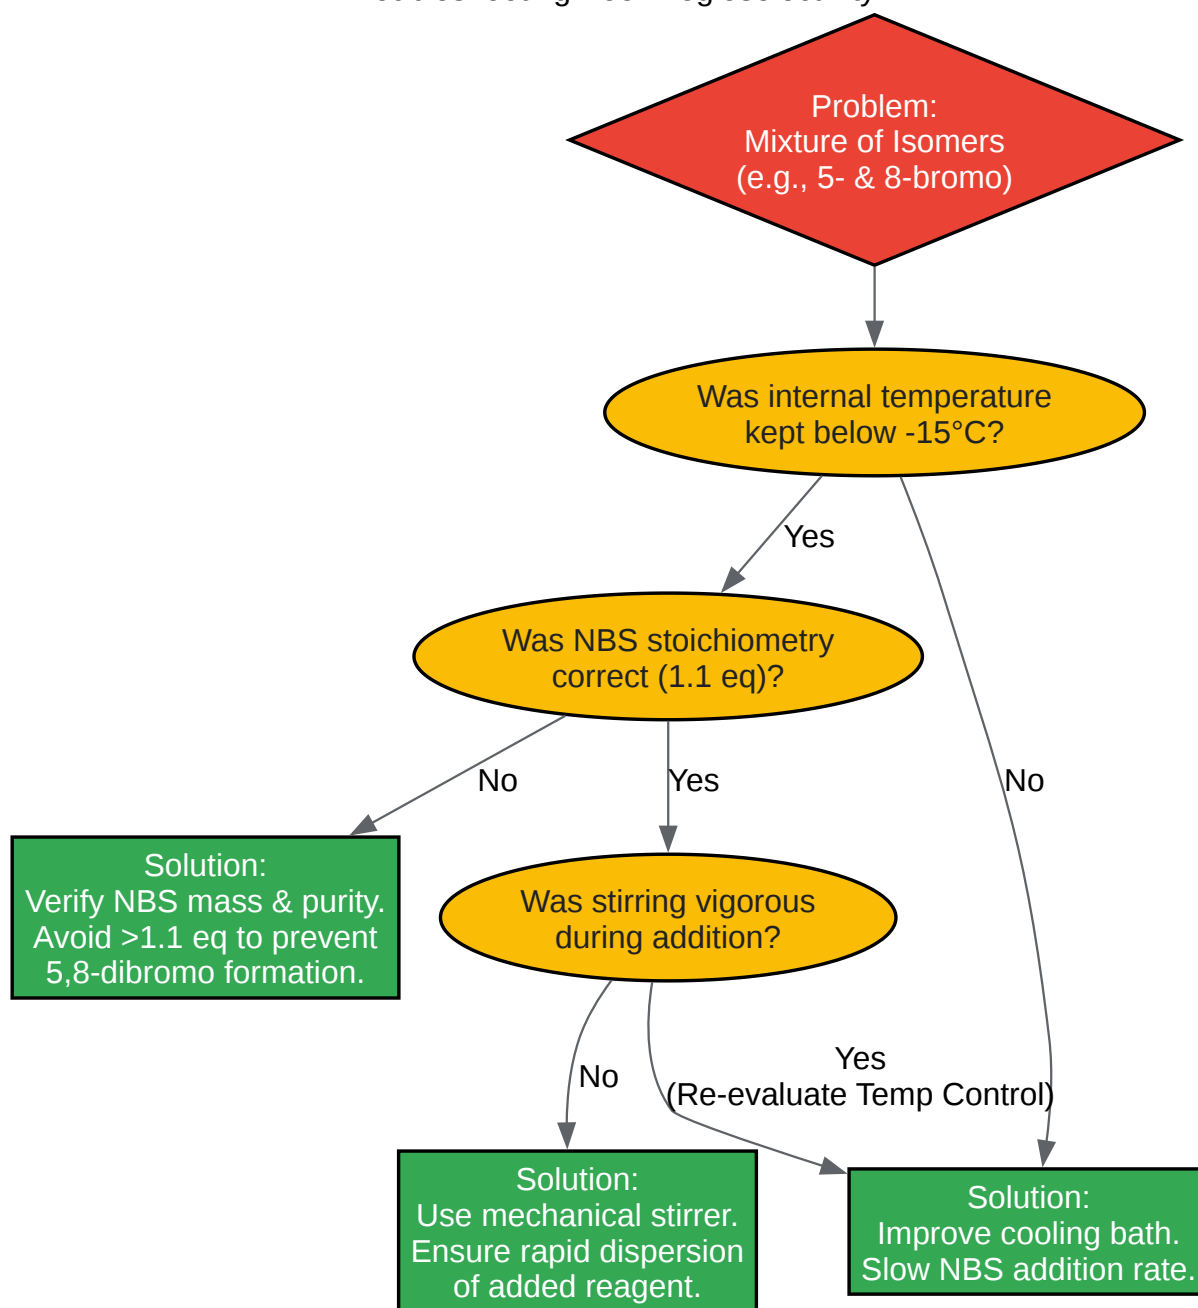 Problem:
Mixture of Isomers
(e.g., 5- & 8-bromo)
Was internal temperature
kept below -15°C?
Yes
Was NBS stoichiometry
correct (1.1 eq)?
No
Yes
No
Solution:
Verify NBS mass & purity.
Avoid >1.1 eq to prevent
5,8-dibromo formation.
Was stirring vigorous
during addition?
No
Yes
(Re-evaluate Temp Control)
Solution:
Use mechanical stirrer.
Ensure rapid dispersion
of added reagent.
Solution:
Improve cooling bath.
Slow NBS addition rate.